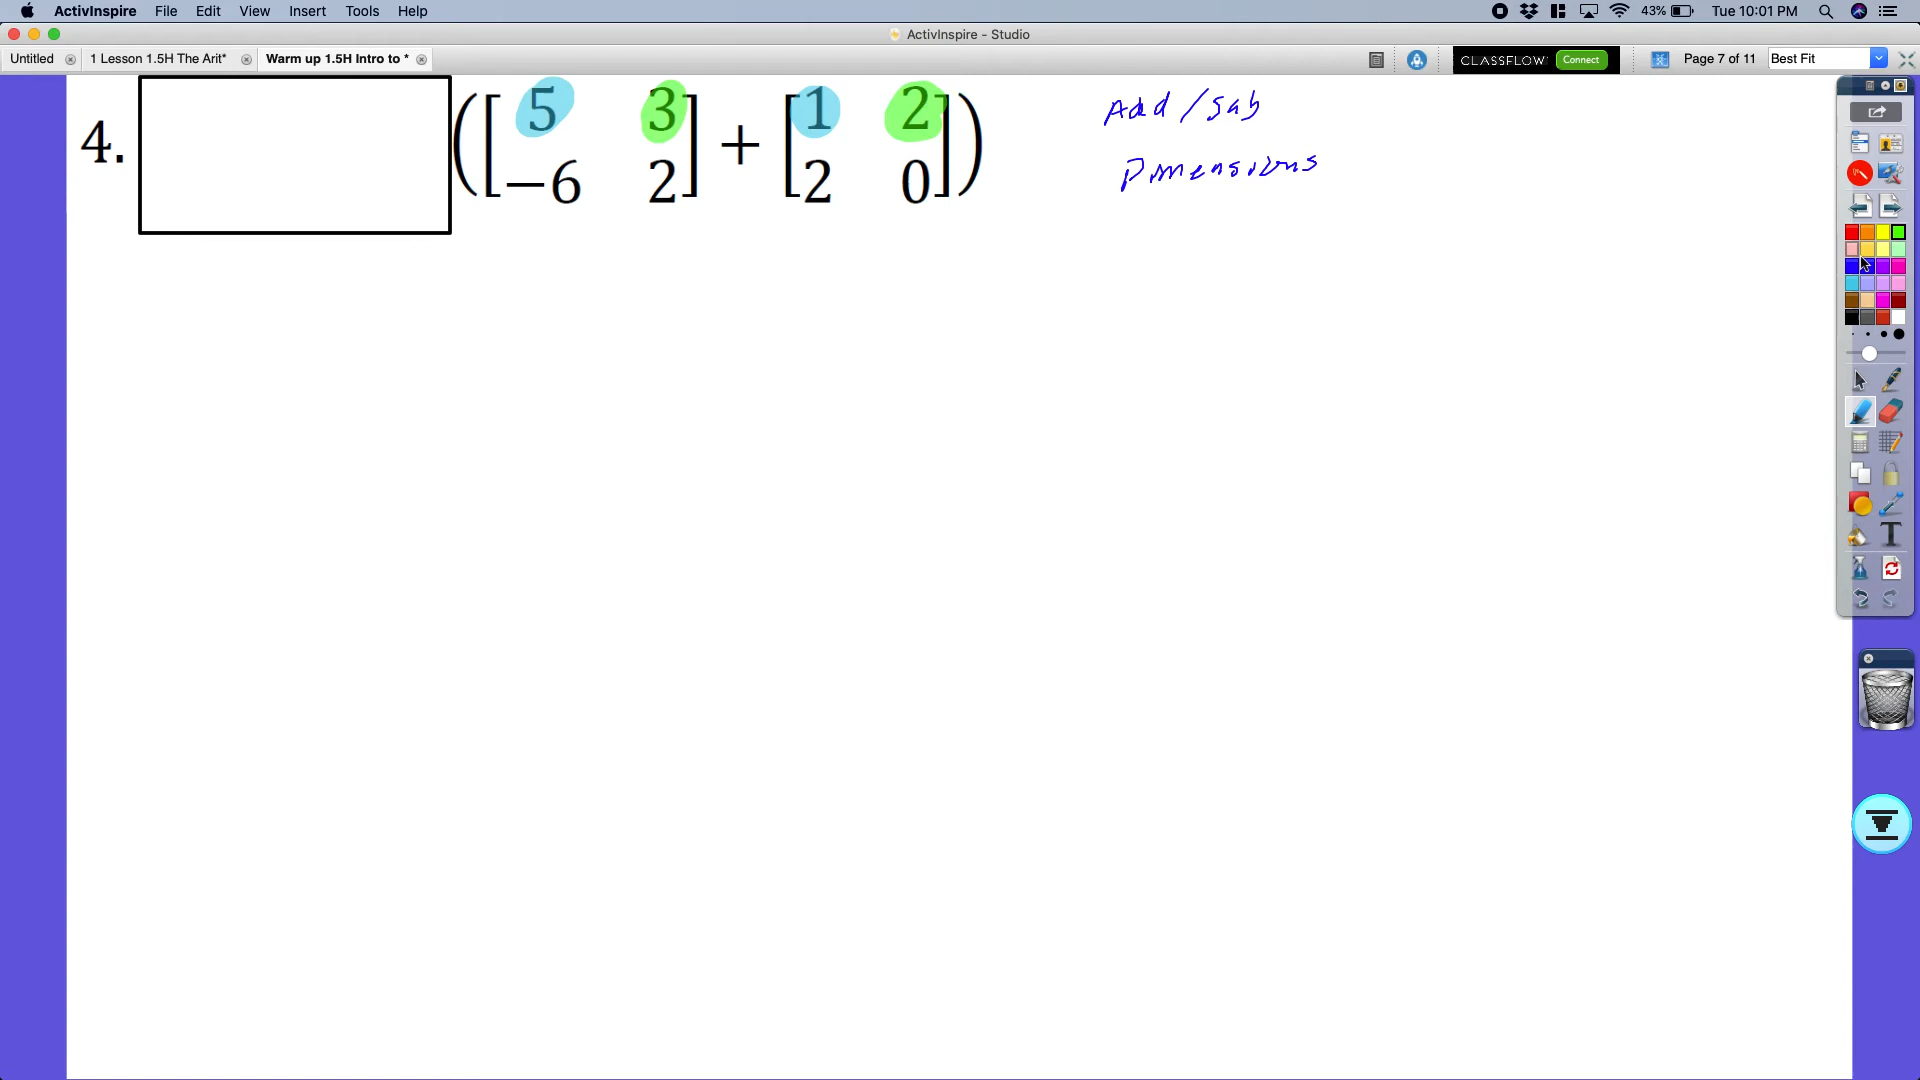 ActivInspire File Edit View Insert Tools Help 43% Tue 10:01 PM
ActivInspire - Studio
Untitled 1 Lesson 1.5H The Arit* Warm up 1.5H Intro to * CLASSFLOW Connect Page 7 of 11 Best Fit
4. ([5 3] + [1 2])
[−6 2] [2 0]
Add / Sub
Dimensions
T